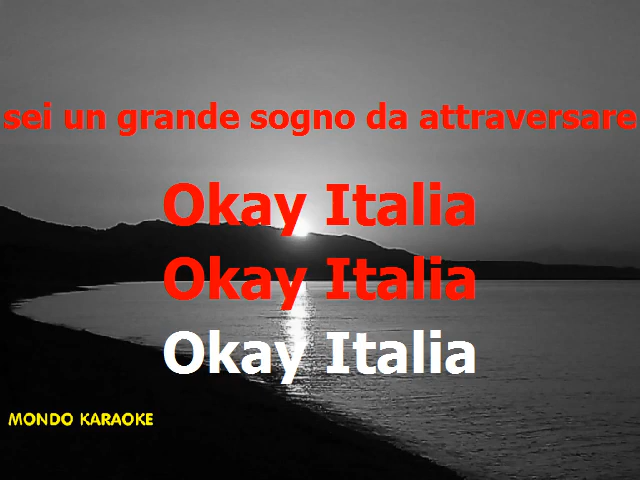 sei un grande sogno da attraversare
Okay Italia
Okay Italia
Okay Italia
MONDO KARAOKE